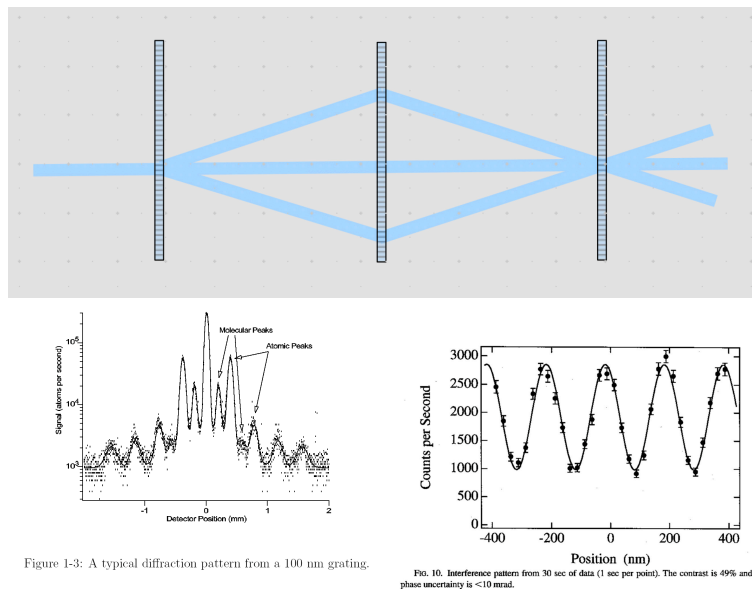 Molecular Peaks
Atomic Peaks
Signal (atoms per second)
10⁵
10⁴
10³
-1 0 1 2
Detector Position (mm)
Figure 1-3: A typical diffraction pattern from a 100 nm grating.
3000
2500
2000
1500
1000
500
0
Counts per Second
-400 -200 0 200 400
Position (nm)
FIG. 10. Interference pattern from 30 sec of data (1 sec per point). The contrast is 49% and
phase uncertainty is <10 mrad.